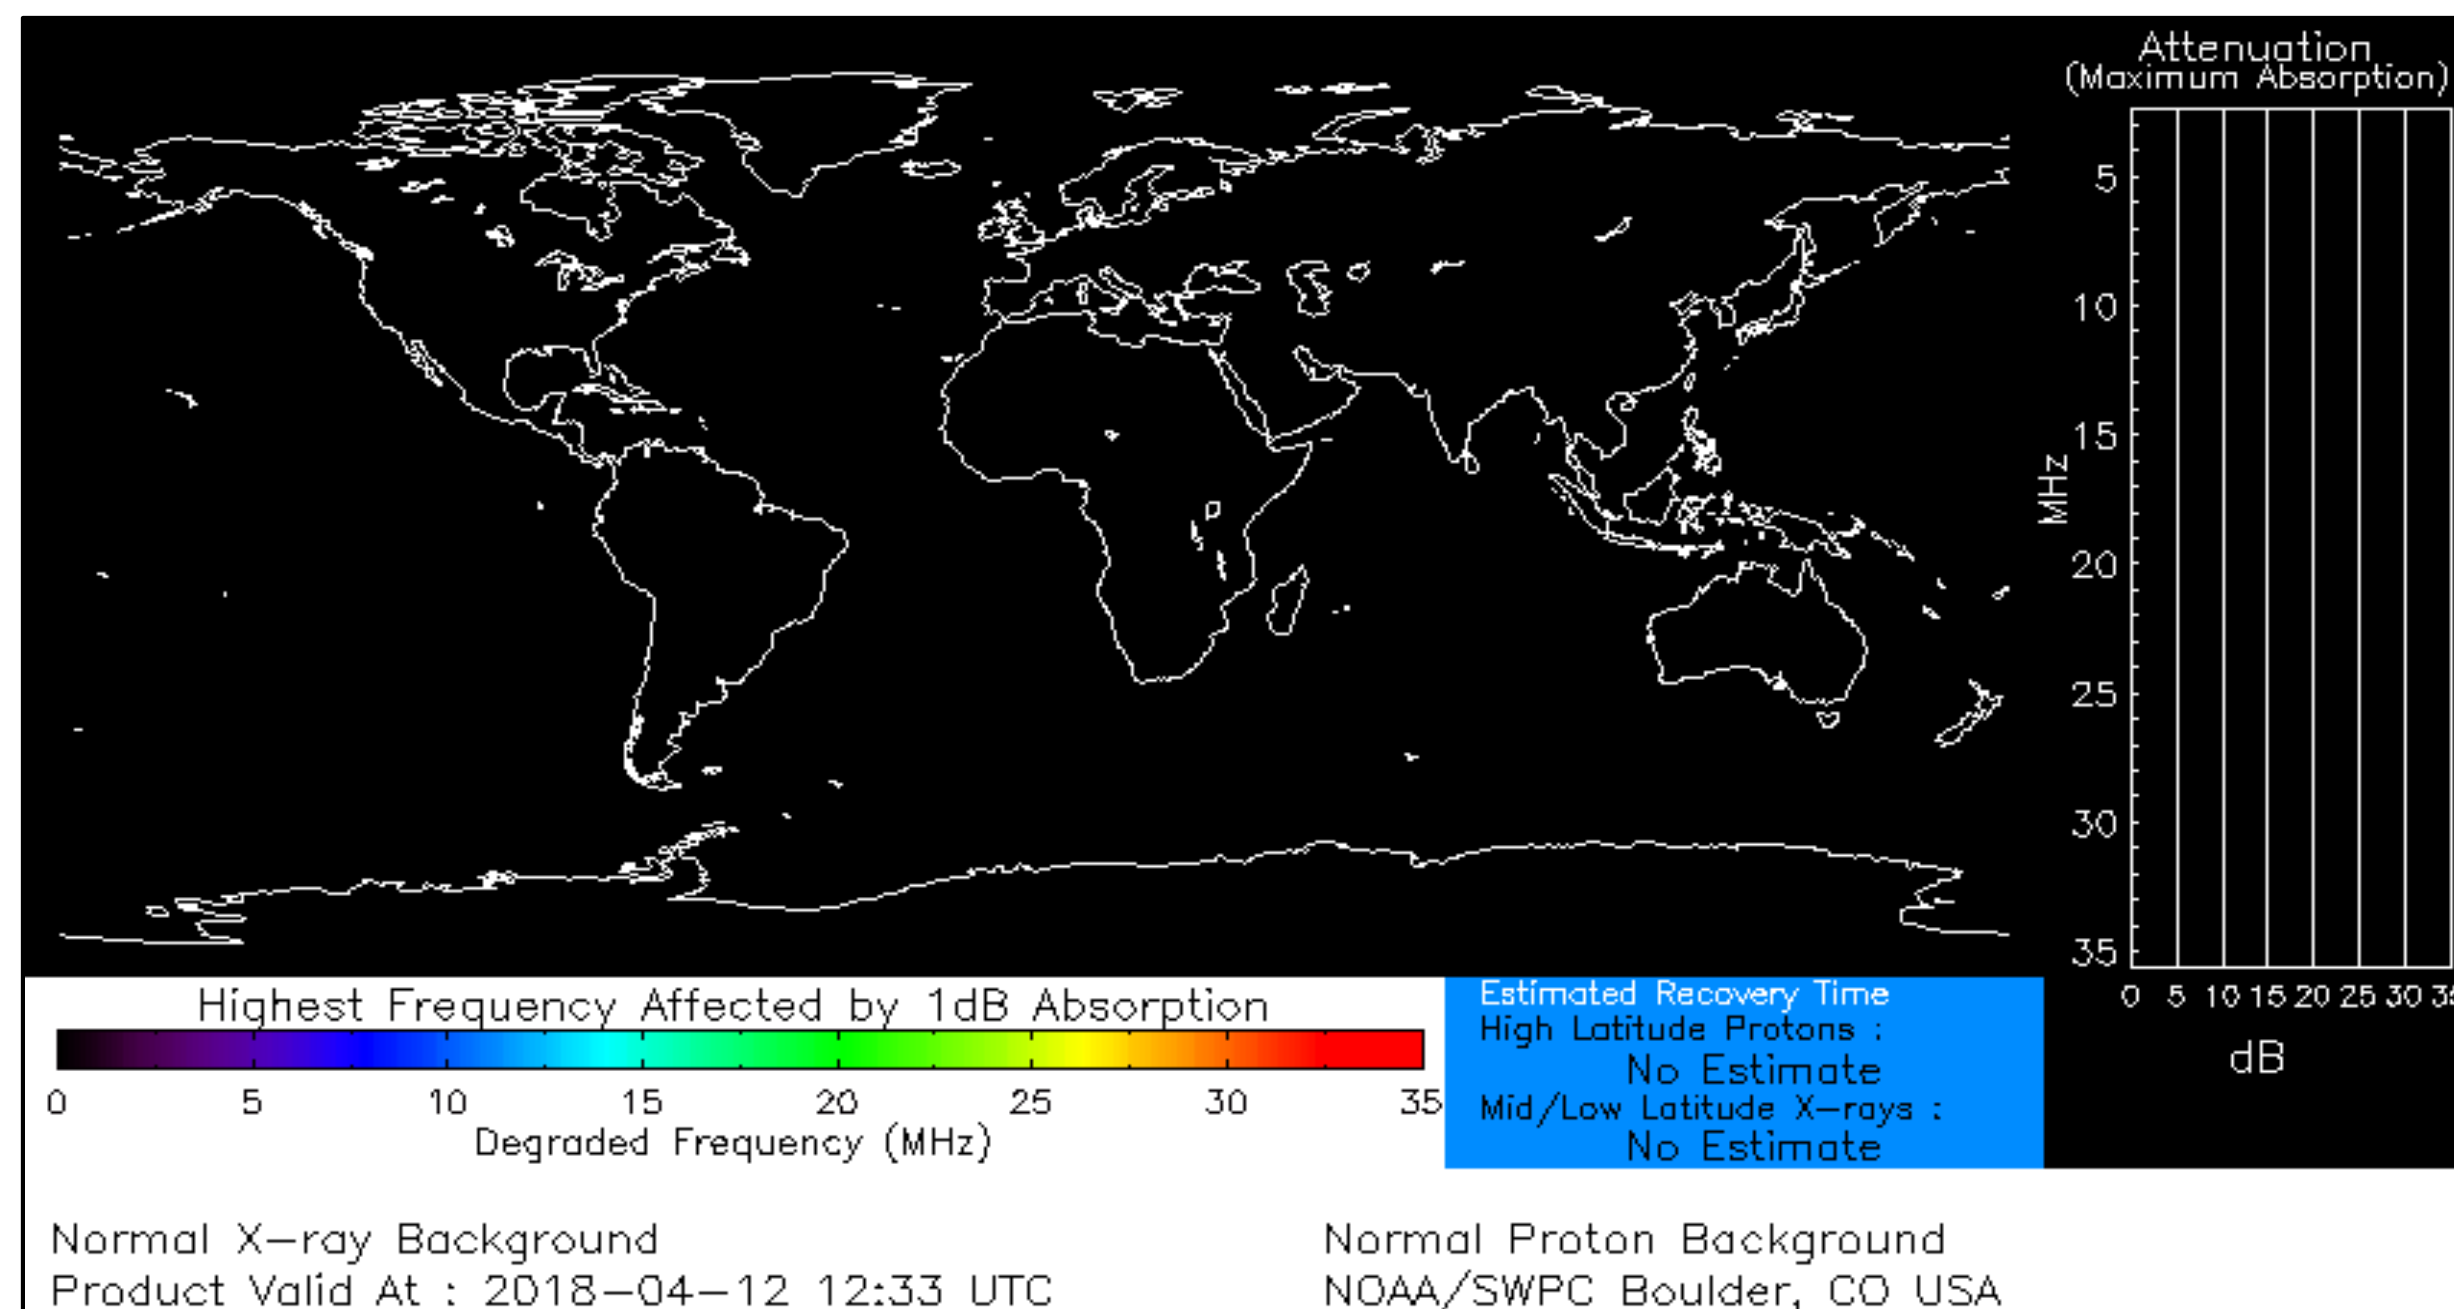 Attenuation
(Maximum Absorption)
5
10
15
20
25
30
35
MHz
0 5 10 15 20 25 30
dB
Highest Frequency Affected by 1dB Absorption
0 5 10 15 20 25 30 35
Degraded Frequency (MHz)
Estimated Recovery Time
High Latitude Protons :
No Estimate
Mid/Low Latitude X-rays :
No Estimate
Normal X-ray Background
Product Valid At : 2018-04-12 12:33 UTC
Normal Proton Background
NOAA/SWPC Boulder, CO USA